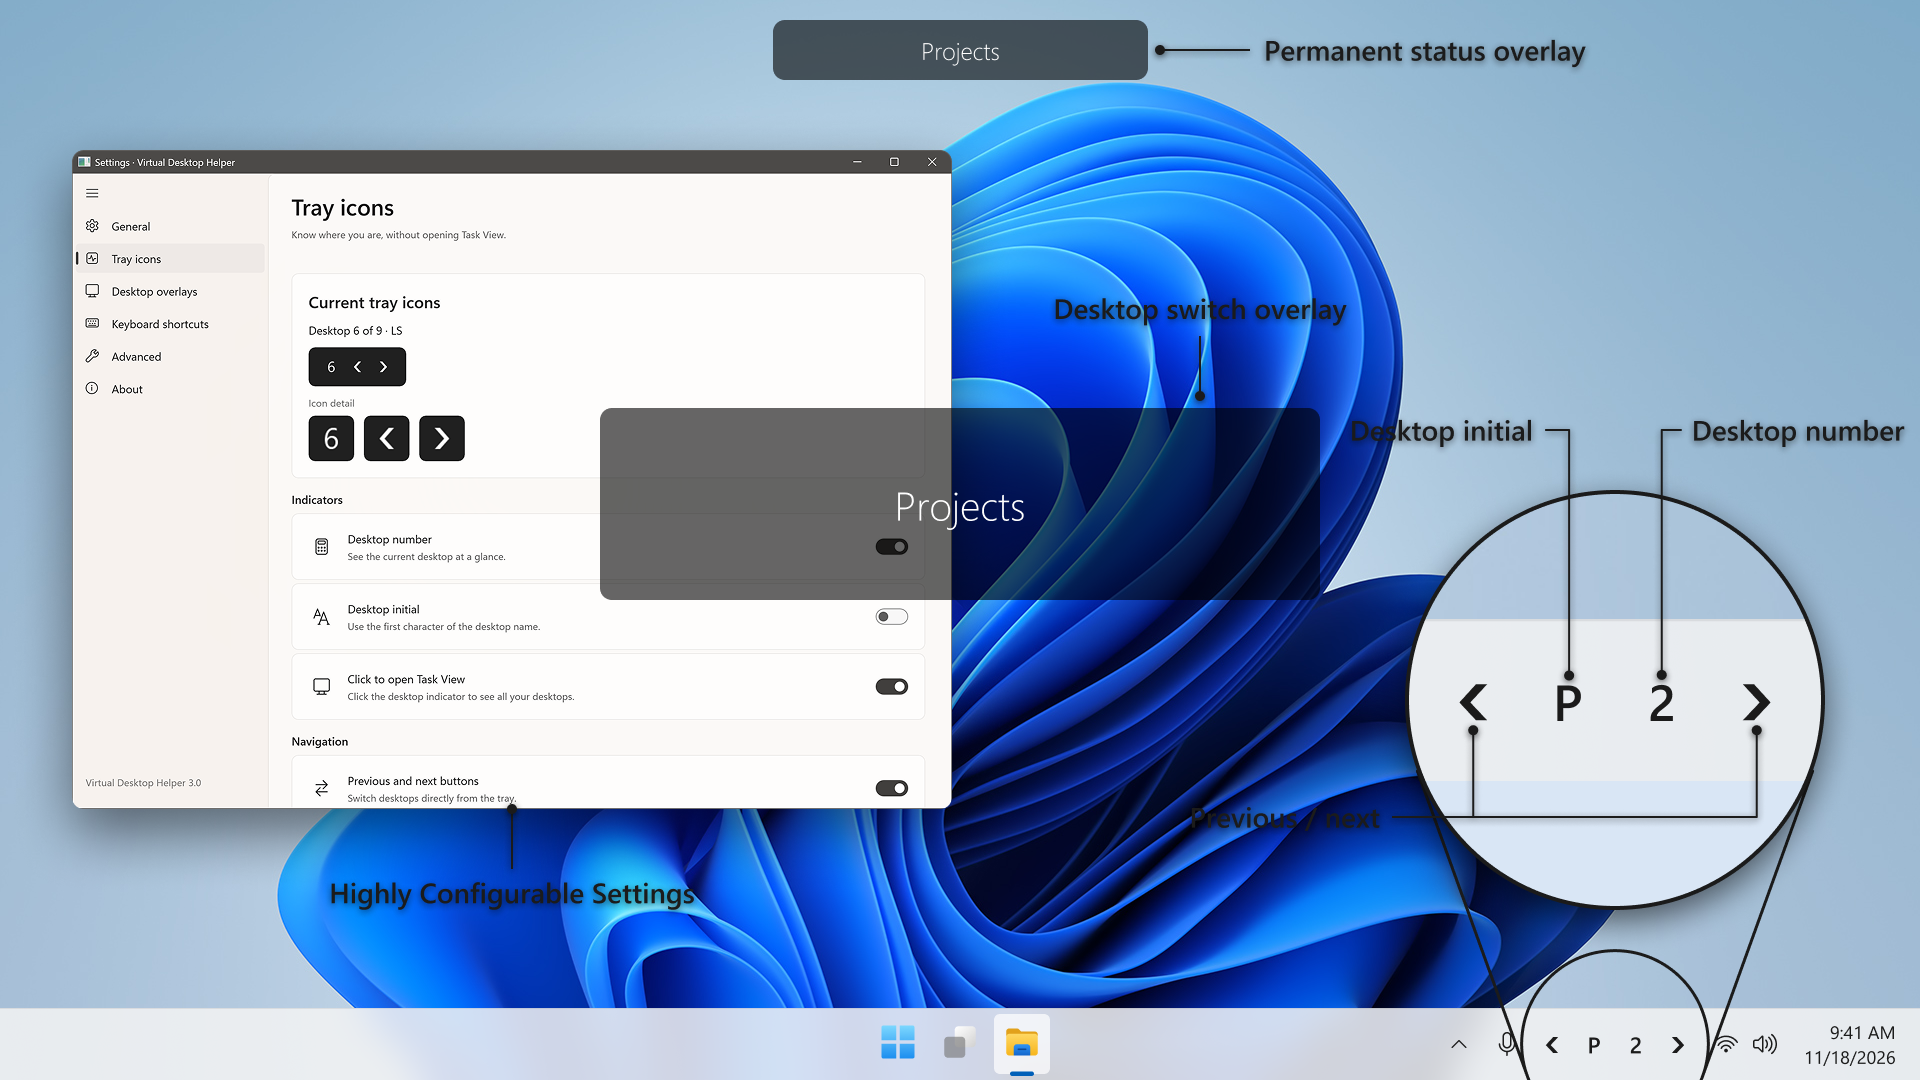 Projects
Permanent status overlay
Settings · Virtual Desktop Helper
General
Tray icons
Desktop overlays
Keyboard shortcuts
Advanced
About
Virtual Desktop Helper 3.0
Tray icons
Know where you are, without opening Task View.
Current tray icons
Desktop 6 of 9 · LS
6
Icon detail
6
Indicators
Desktop number
See the current desktop at a glance.
Desktop initial
Use the first character of the desktop name.
Click to open Task View
Click the desktop indicator to see all your desktops.
Navigation
Previous and next buttons
Switch desktops directly from the tray.
Desktop switch overlay
Projects
Desktop initial
Desktop number
P 2
Previous / next
Highly Configurable Settings
P 2
9:41 AM
11/18/2026